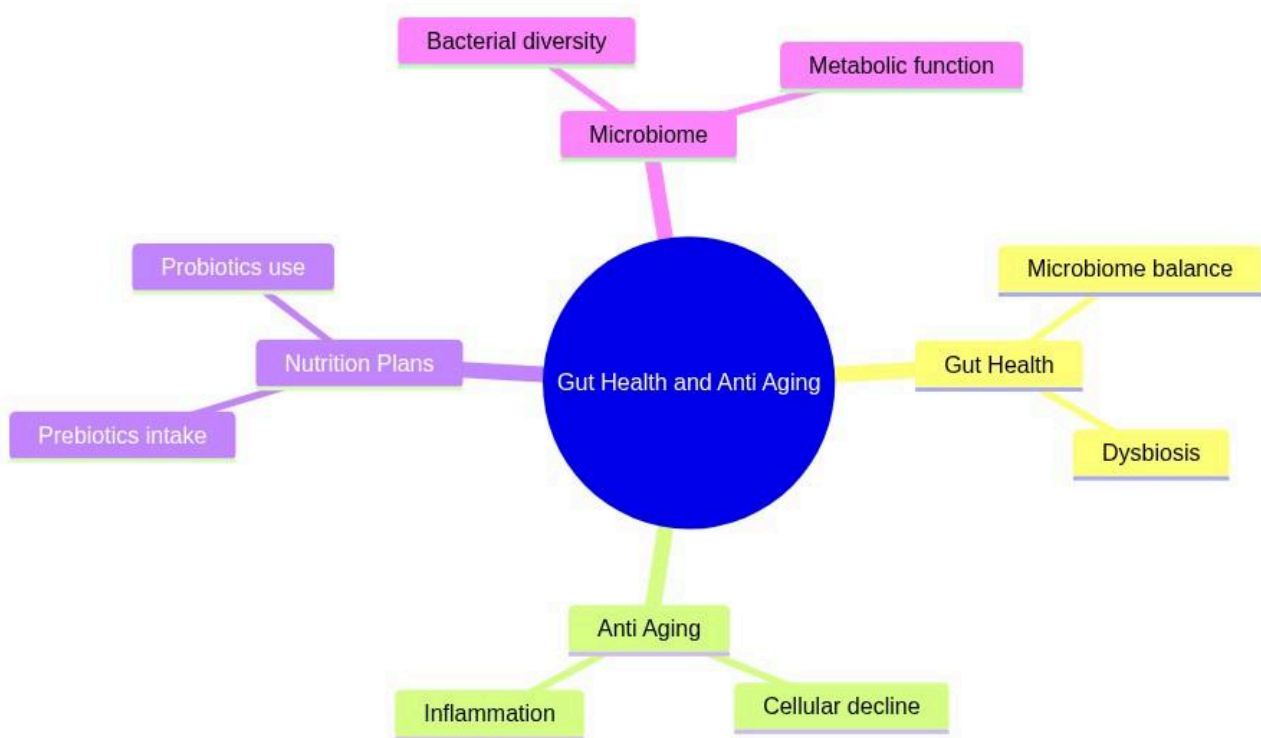 Bacterial diversity
Metabolic function
Microbiome
Probiotics use
Microbiome balance
Nutrition Plans
Gut Health
Gut Health and Anti Aging
Prebiotics intake
Dysbiosis
Anti Aging
Inflammation
Cellular decline